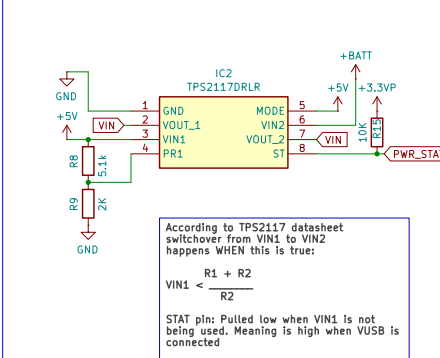 +BATT
IC2
TPS2117DRLR
GND
+5V
+3.3VP
+5V
1 GND MODE 5
VIN 2 VOUT_1 VIN2 6
3 VIN1 VOUT_2 7 VIN
4 PR1 ST 8
R8 5.1k
10K R15
PWR_STAT
R9 2K
GND
According to TPS2117 datasheet
switchover from VIN1 to VIN2
happens WHEN this is true:
R1 + R2
VIN1 < ______
R2
STAT pin: Pulled low when VIN1 is not
being used. Meaning is high when VUSB is
connected